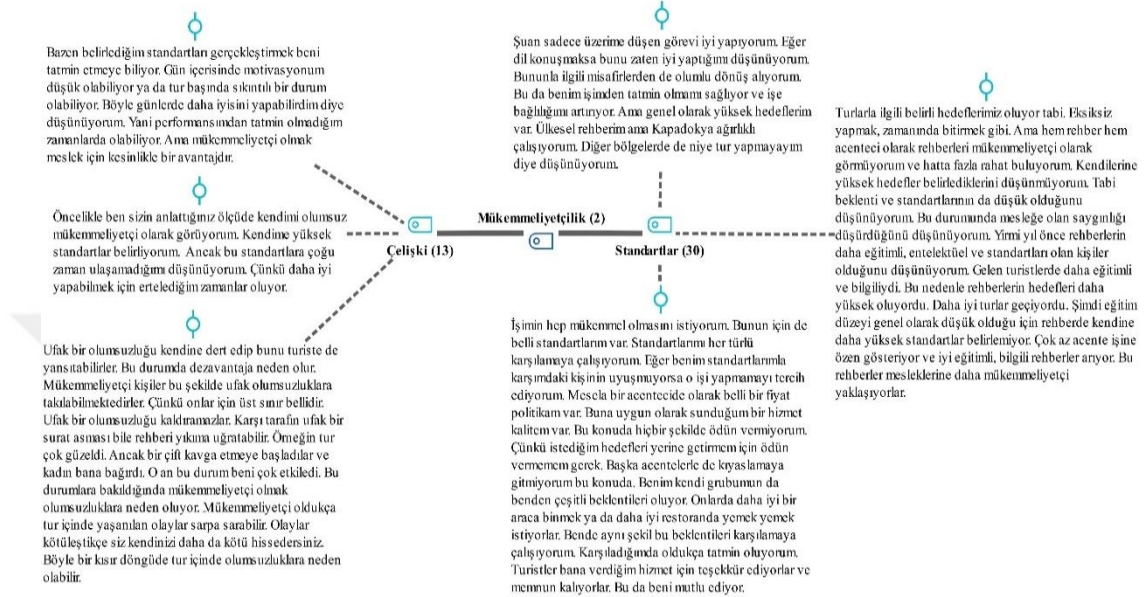 Bazen belirlediğim standartları gerçekleştirmek beni
tatmin etmeye biliyor. Gün içerisinde motivasyonum
düşük olabiliyor ya da tur başında sıkıntılı bir durum
olabiliyor. Böyle günlerde daha iyisini yapabilirdim diye
düşünüyorum. Yani performansımdan tatmin olmadığım
zamanlarda olabiliyor. Ama mükemmeliyetçi olmak
meslek için kesinlikle bir avantajdır.
Öncelikle ben sizin anlattığınız ölçüde kendimi olumsuz
mükemmeliyetçi olarak görüyorum. Kendime yüksek
standartlar belirliyorum. Ancak bu standartlara çoğu
zaman ulaşamadığımı düşünüyorum. Çünkü daha iyi
yapabilmek için ertelediğim zamanlar oluyor.
Ufak bir olumsuzluğu kendine dert edip bunu turiste de
yansıtabilirler. Bu durumda dezavantaja neden olur.
Mükemmeliyetçi kişiler bu şekilde ufak olumsuzluklara
takılabilmektedirler. Çünkü onlar için üst sınır bellidir.
Ufak bir olumsuzluğu kaldıramazlar. Karşı tarafın ufak bir
surat asması bile rehberi yıkıma uğratabilir. Örneğin tur
çok güzeldi. Ancak bir çift kavga etmeye başladılar ve
kadın bana bağırdı. O an bu durum beni çok etkiledi. Bu
durumlara bakıldığında mükemmeliyetçi olmak
olumsuzluklara neden oluyor. Mükemmeliyetçi oldukça
tur içinde yaşanılan olaylar sarpa sarabilir. Olaylar
kötüleştikçe siz kendinizi daha da kötü hissedersiniz.
Böyle bir kısır döngüde tur içinde olumsuzluklara neden
olabilir.
Çelişki (13)
Mükemmeliyetçilik (2)
Standartlar (30)
Şuan sadece üzerime düşen görevi iyi yapıyorum. Eğer
dil konuşmaksa bunu zaten iyi yaptığımı düşünüyorum.
Bununla ilgili misafirlerden de olumlu dönüş alıyorum.
Bu da benim işimden tatmin olmamı sağlıyor ve işe
bağlılığımı artırıyor. Ama genel olarak yüksek hedeflerim
var. Ülkesel rehberim ama Kapadokya ağırlıklı
çalışıyorum. Diğer bölgelerde de niye tur yapmayayım
diye düşünüyorum.
İşimin hep mükemmel olmasını istiyorum. Bunun için de
belli standartlarım var. Standartlarımı her türlü
karşılamaya çalışıyorum. Eğer benim standartlarımla
karşımdaki kişinin uyuşmuyorsa o işi yapmamayı tercih
ediyorum. Mesela bir acentecide olarak belli bir fiyat
politikam var. Buna uygun olarak sunduğum bir hizmet
kalitem var. Bu konuda hiçbir şekilde ödün vermiyorum.
Çünkü istediğim hedefleri yerine getirmem için ödün
vermemem gerek. Başka acentelerle de kıyaslamaya
gitmiyorum bu konuda. Benim kendi grubumun da
benden çeşitli beklentileri oluyor. Onlarda daha iyi bir
araca binmek ya da daha iyi restoranda yemek yemek
istiyorlar. Bende aynı şekil bu beklentileri karşılamaya
çalışıyorum. Karşıladığımda oldukça tatmin oluyorum.
Turistler bana verdiğim hizmet için teşekkür ediyorlar ve
memnun kalıyorlar. Bu da beni mutlu ediyor.
Turlarla ilgili belirli hedeflerimiz oluyor tabi. Eksiksiz
yapmak, zamanında bitirmek gibi. Ama hem rehber hem
acenteci olarak rehberleri mükemmeliyetçi olarak
görmüyorum ve hatta fazla rahat buluyorum. Kendilerine
yüksek hedefler belirlediklerini düşünmüyorum. Tabi
beklenti ve standartlarının da düşük olduğunu
düşünüyorum. Bu durumunda mesleğe olan saygınlığı
düşürdüğünü düşünüyorum. Yirmi yıl önce rehberlerin
daha eğitimli, entelektüel ve standartları olan kişiler
olduğunu düşünüyorum. Gelen turistlerde daha eğitimli
ve bilgiliydi. Bu nedenle rehberlerin hedefleri daha
yüksek oluyordu. Daha iyi turlar geçiyordu. Şimdi eğitim
düzeyi genel olarak düşük olduğu için rehberde kendine
daha yüksek standartlar belirlemiyor. Çok az acente işine
özen gösteriyor ve iyi eğitimli, bilgili rehberler arıyor. Bu
rehberler mesleklerine daha mükemmeliyetçi
yaklaşıyorlar.